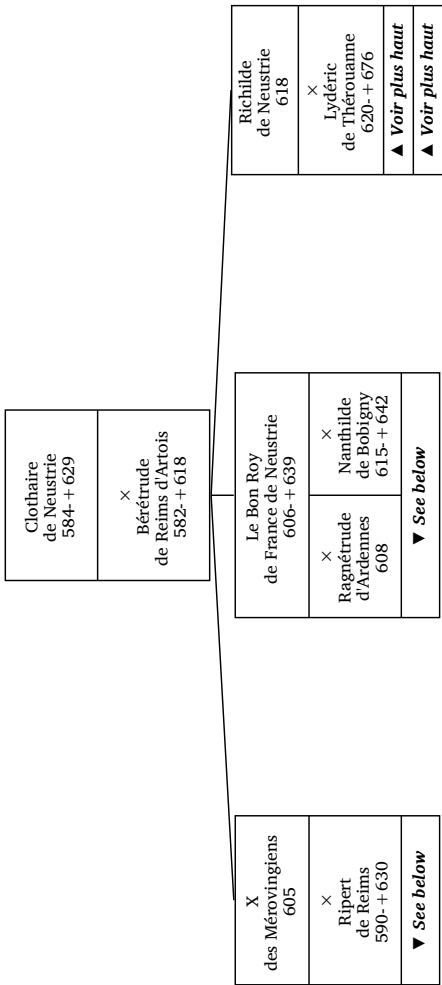 Clothaire
de Neustrie
584-+629
×
Bérétrude
de Reims d'Artois
582-+618
X
des Mérovingiens
605
×
Ripert
de Reims
590-+630
▼ See below
Le Bon Roy
de France de Neustrie
606-+639
×
Ragnétrude
d'Ardennes
608
×
Nanthilde
de Bobigny
615-+642
▼ See below
Richilde
de Neustrie
618
×
Lydéric
de Thérouanne
620-+676
▲ Voir plus haut
▲ Voir plus haut